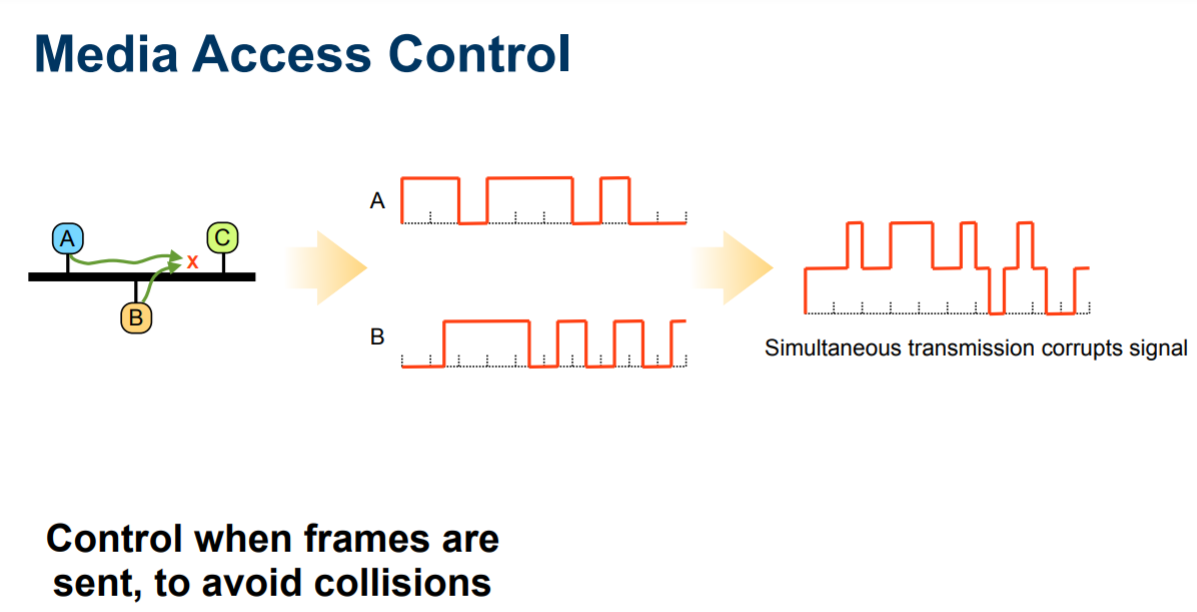 Media Access Control
A
A
C
x
B
B
Simultaneous transmission corrupts signal
Control when frames are
sent, to avoid collisions